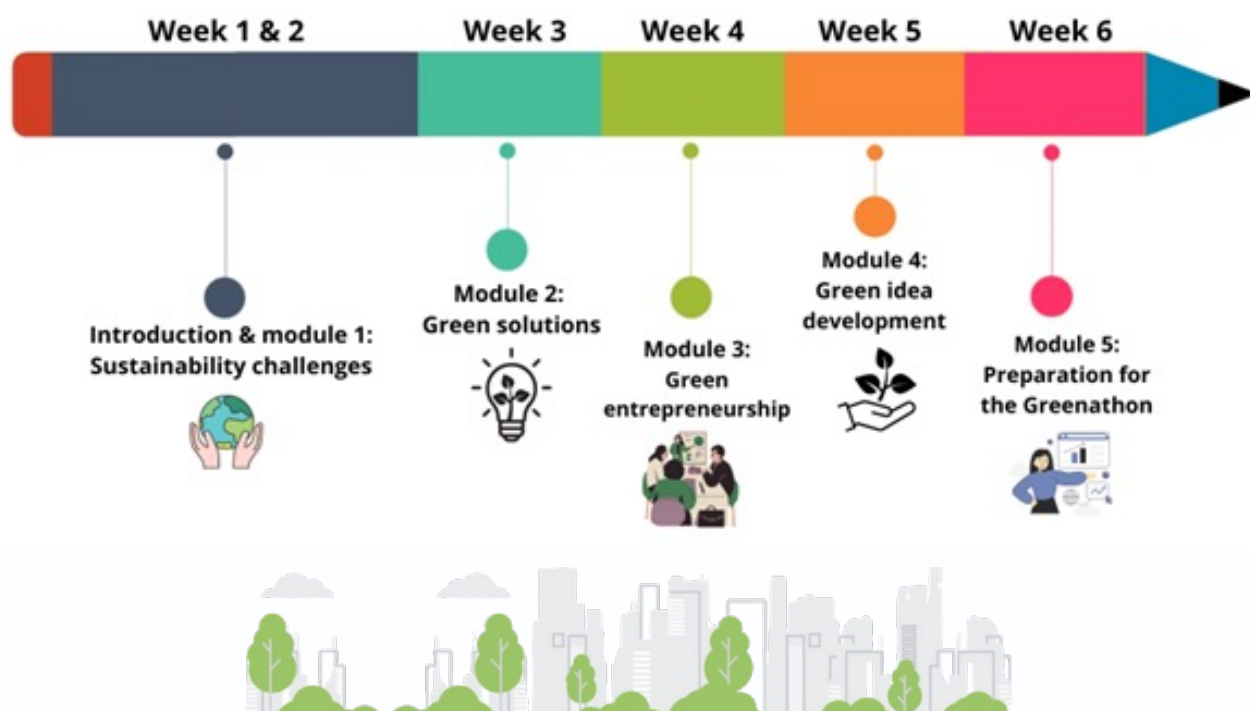 Week 1 & 2
Week 3
Week 4
Week 5
Week 6
Introduction & module 1:
Sustainability challenges
Module 2:
Green solutions
Module 3:
Green
entrepreneurship
Module 4:
Green idea
development
Module 5:
Preparation for
the Greenathon